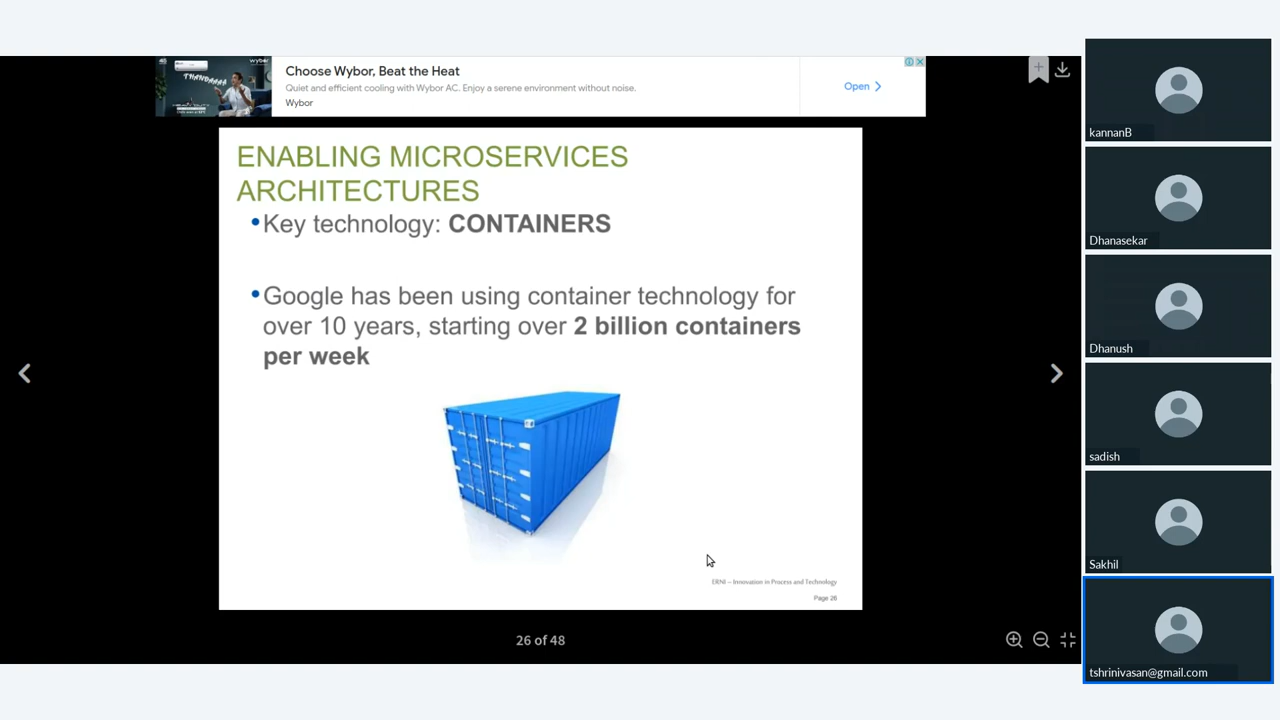 THANDAAAA
wybor
Choose Wybor, Beat the Heat
Quiet and efficient cooling with Wybor AC. Enjoy a serene environment without noise.
Wybor
Open
ENABLING MICROSERVICES
ARCHITECTURES
•Key technology: CONTAINERS
•Google has been using container technology for
over 10 years, starting over 2 billion containers
per week
ERNI – Innovation in Process and Technology
Page 26
26 of 48
kannanB
Dhanasekar
Dhanush
sadish
Sakhil
tshrinivasan@gmail.com